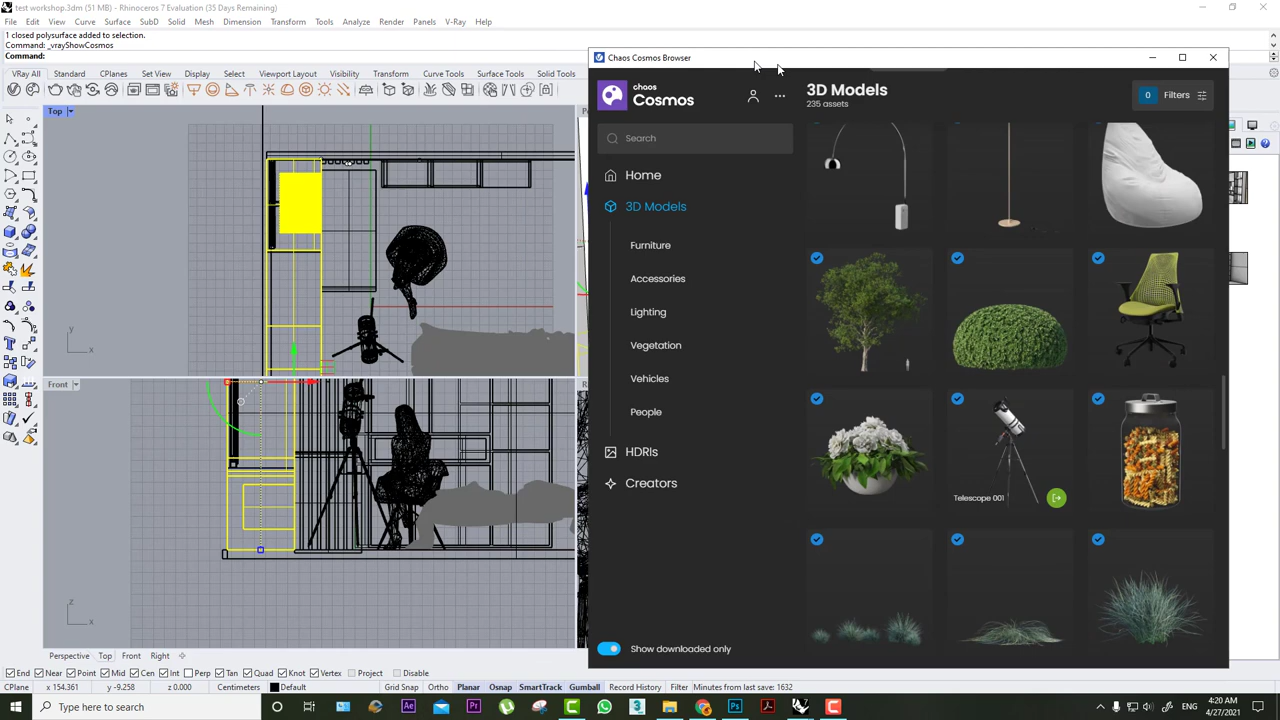 test workshop.3dm (51 MB) - Rhinoceros 7 Evaluation (35 Days Remaining)
File Edit View Curve Surface SubD Solid Mesh Dimension Transform Tools Analyze Render Panels V-Ray Help
1 closed polysurface added to selection.
Command: _vrayShowCosmos
Command:
Chaos Cosmos Browser
VRay All Standard CPlanes Set View Display Select Viewport Layout Visibility Transform Curve Tools Surface Tools Solid Tools
chaos
Cosmos
3D Models
235 assets
0 Filters
Top
Search
Home
3D Models
Furniture
Accessories
Lighting
Vegetation
Vehicles
People
HDRIs
Creators
Telescope 001
Show downloaded only
y
x
Front
z
x
Perspective Top Front Right
End Near Point Mid Cen Int Perp Tan Quad Knot Vertex Project Disable
CPlane x 154.361 y -9.258 z 0.000 Centimeters Default Grid Snap Ortho Planar Osnap SmartTrack Gumball Record History Filter Minutes from last save: 1632
Type here to search
4:20 AM
4/27/2021